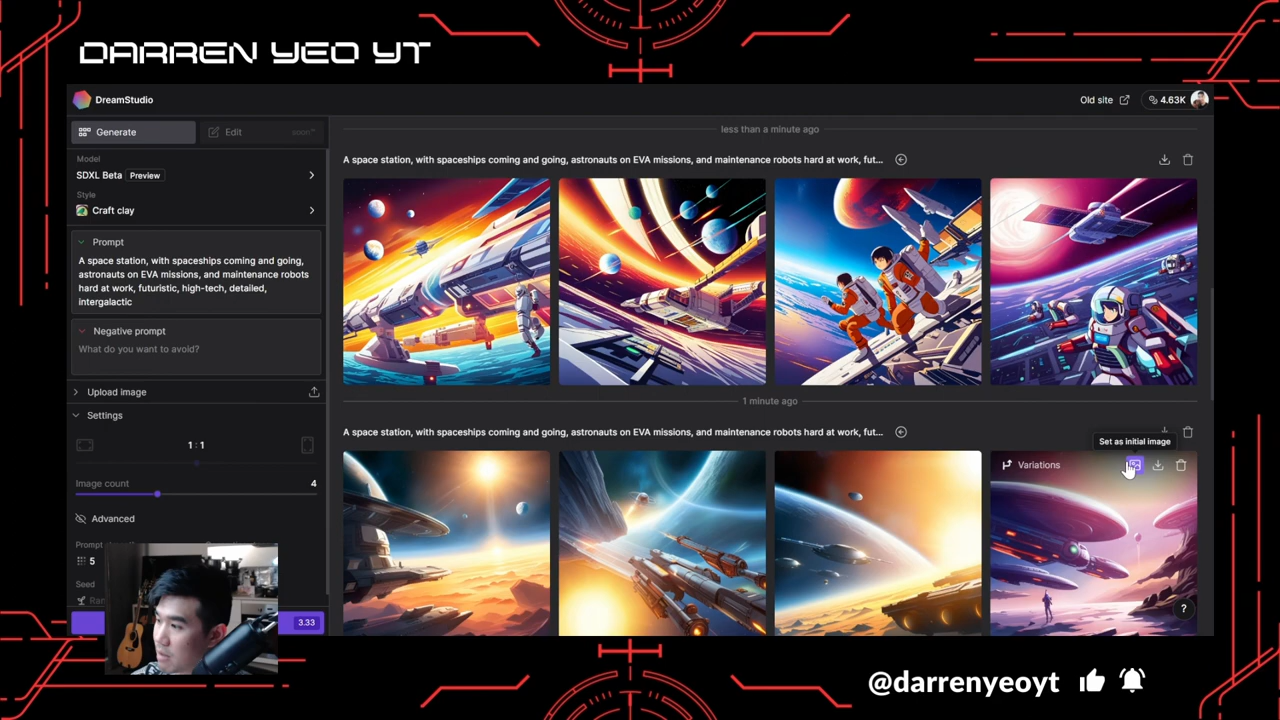 DARREN YEO YT
DreamStudio
Old site
4.63K
Generate
Edit
soon™
less than a minute ago
Model
SDXL Beta Preview
Style
Craft clay
A space station, with spaceships coming and going, astronauts on EVA missions, and maintenance robots hard at work, fut...
Prompt
A space station, with spaceships coming and going,
astronauts on EVA missions, and maintenance robots
hard at work, futuristic, high-tech, detailed,
intergalactic
Negative prompt
What do you want to avoid?
Upload image
Settings
1 : 1
Image count
4
Advanced
5
Seed
3.33
1 minute ago
A space station, with spaceships coming and going, astronauts on EVA missions, and maintenance robots hard at work, fut...
Set as initial image
Variations
?
@darrenyeoyt